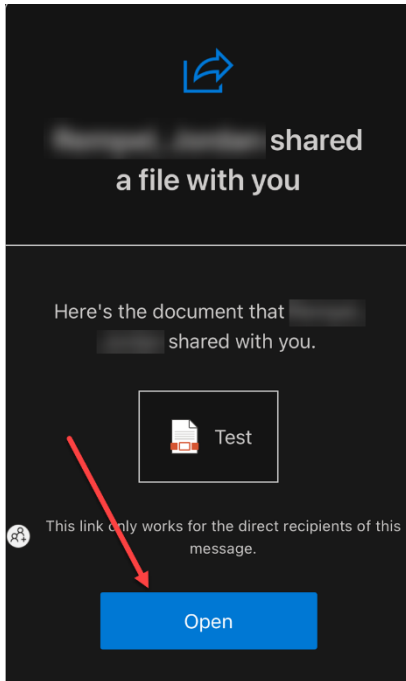 shared
a file with you
Here's the document that
shared with you.
Test
This link only works for the direct recipients of this
message.
Open